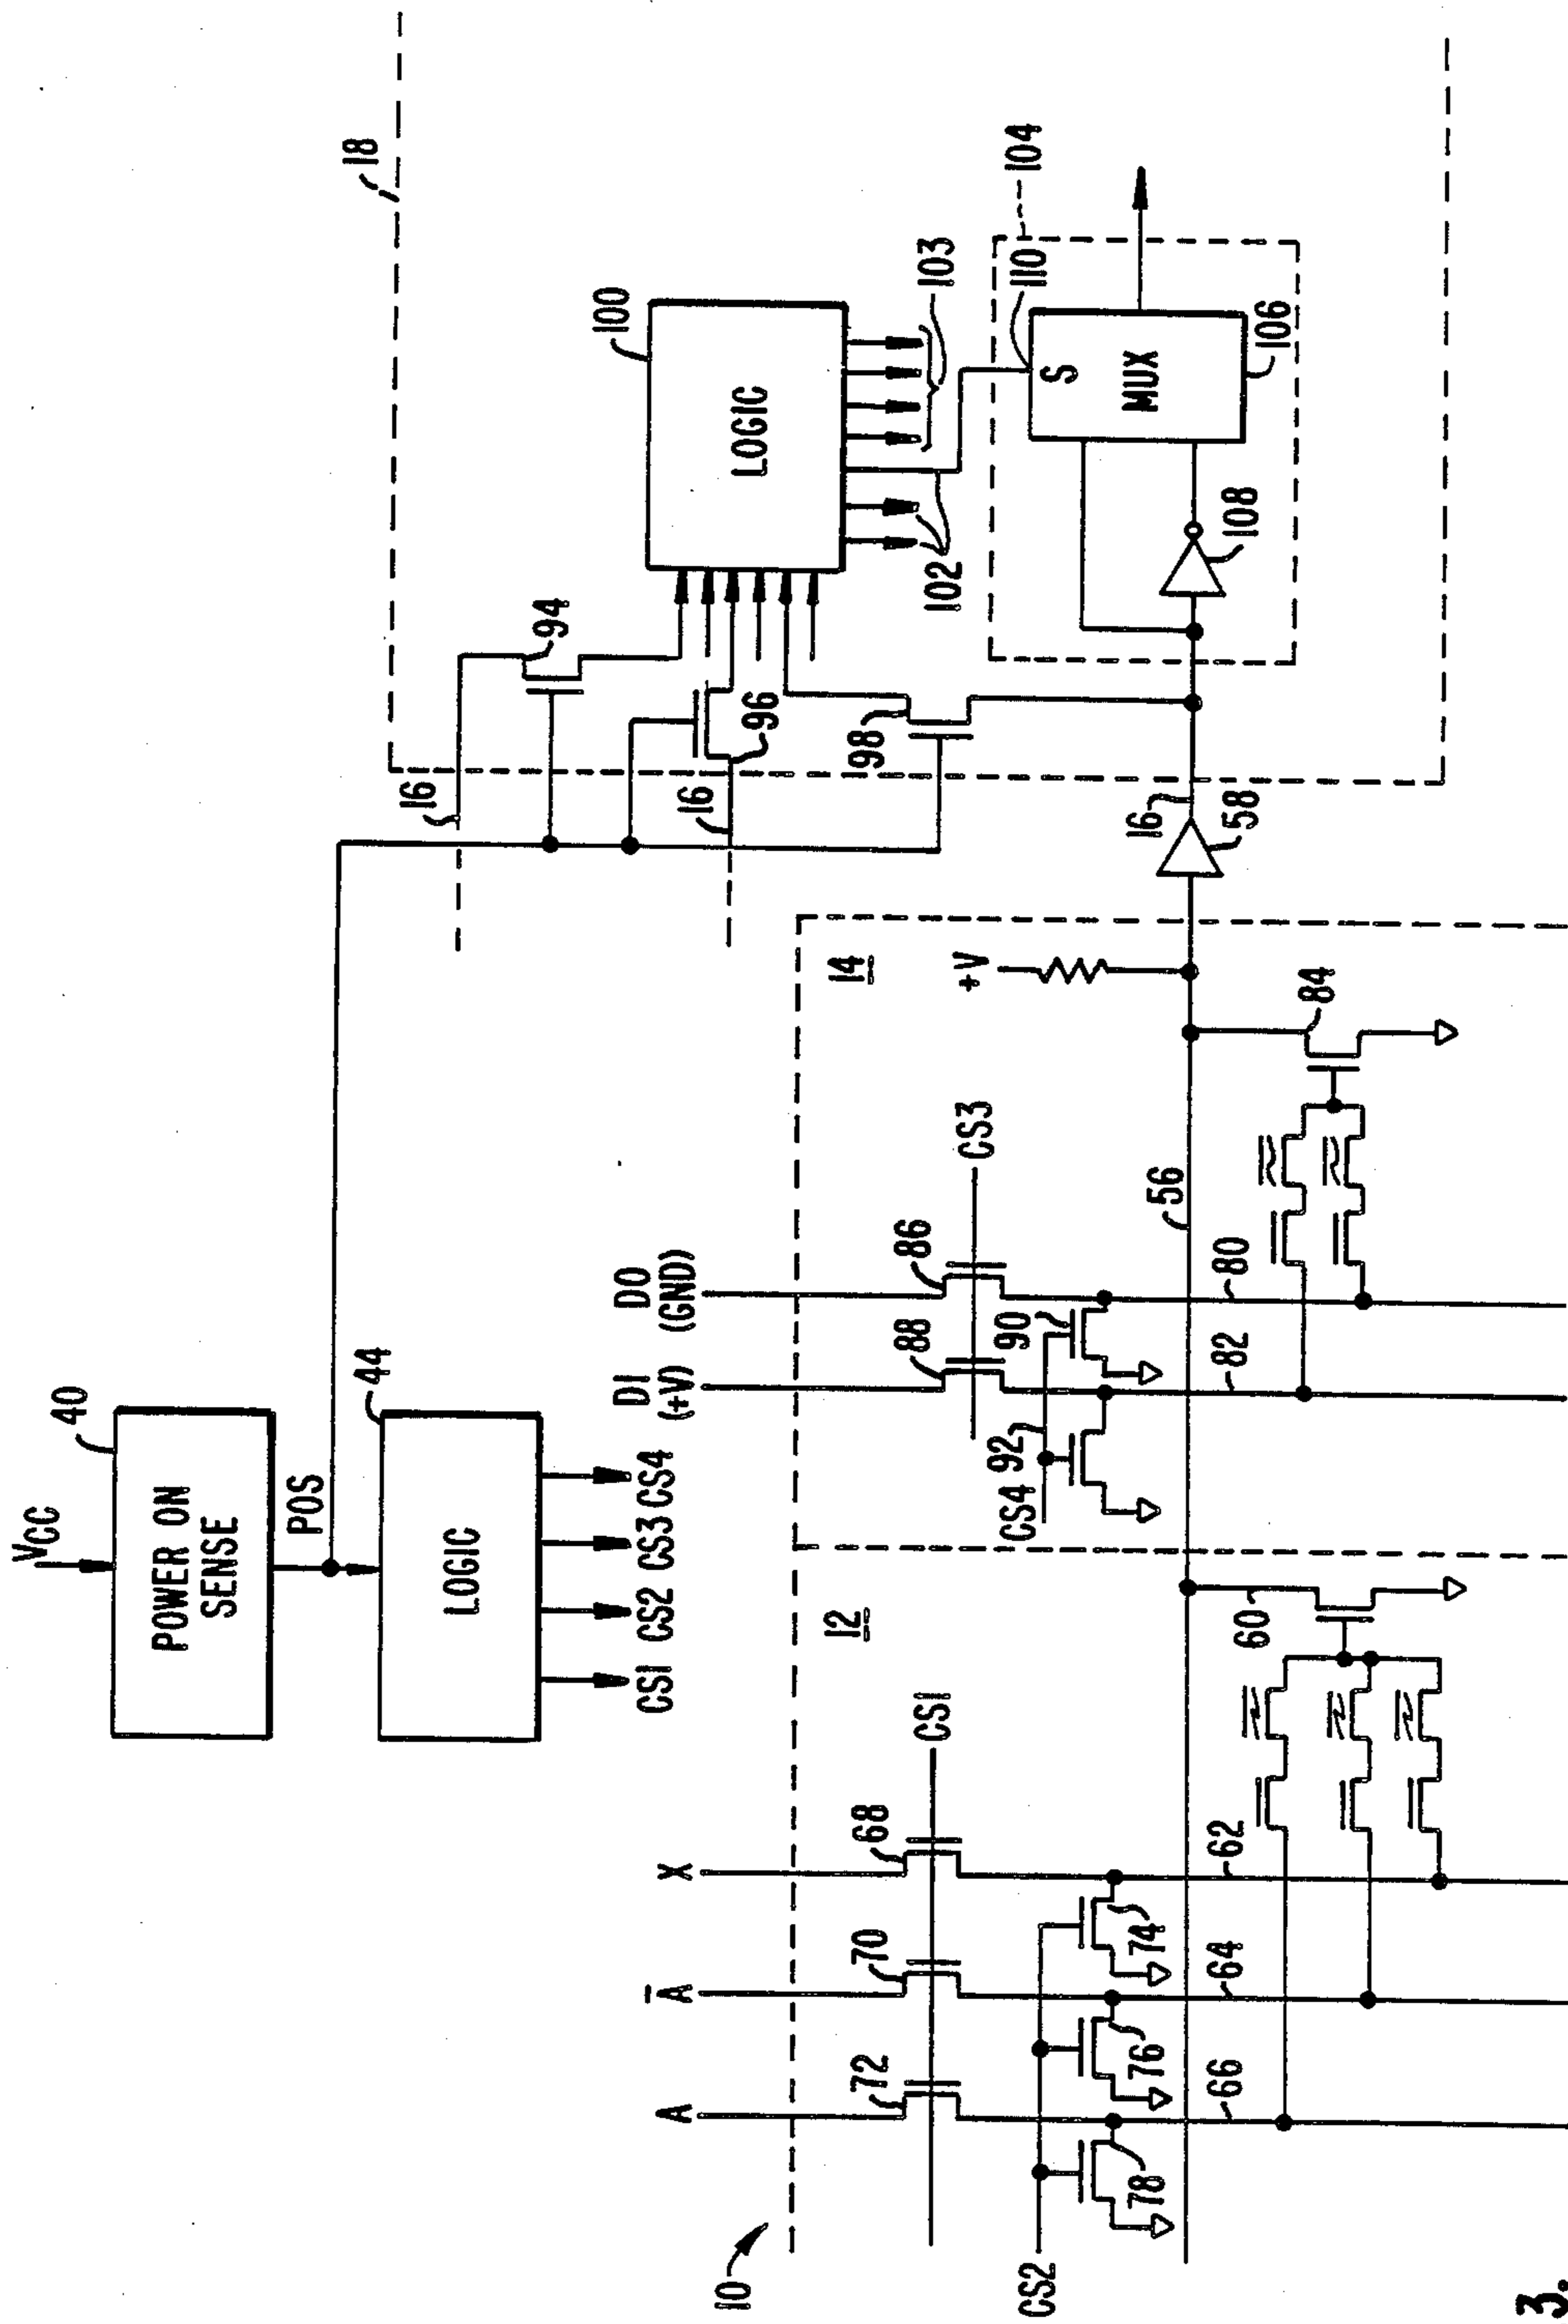 VCC
40
POWER ON
SENSE
POS
44
LOGIC
CS1 CS2 CS3 CS4
18
16
94
100
LOGIC
16
96
98
102
103
104
110
S
MUX
106
108
16
58
10
12
14
A
A̅
X
72
70
68
CS1
CS2
78
76
74
66
64
62
60
D1
(+V)
D0
(GND)
88
86
CS3
CS4
92
90
82
80
56
+V
84
3.